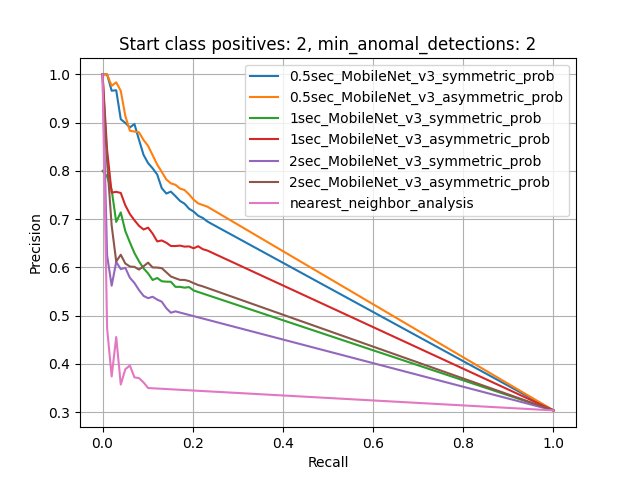 Start class positives: 2, min_anomal_detections: 2
0.5sec_MobileNet_v3_symmetric_prob
0.5sec_MobileNet_v3_asymmetric_prob
1sec_MobileNet_v3_symmetric_prob
1sec_MobileNet_v3_asymmetric_prob
2sec_MobileNet_v3_symmetric_prob
2sec_MobileNet_v3_asymmetric_prob
nearest_neighbor_analysis
Precision
1.0
0.9
0.8
0.7
0.6
0.5
0.4
0.3
0.0 0.2 0.4 0.6 0.8 1.0
Recall